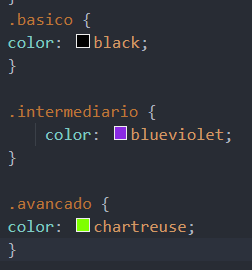 .basico {
color: black;
}

.intermediario {
    color: blueviolet;
}

.avancado {
color: chartreuse;
}